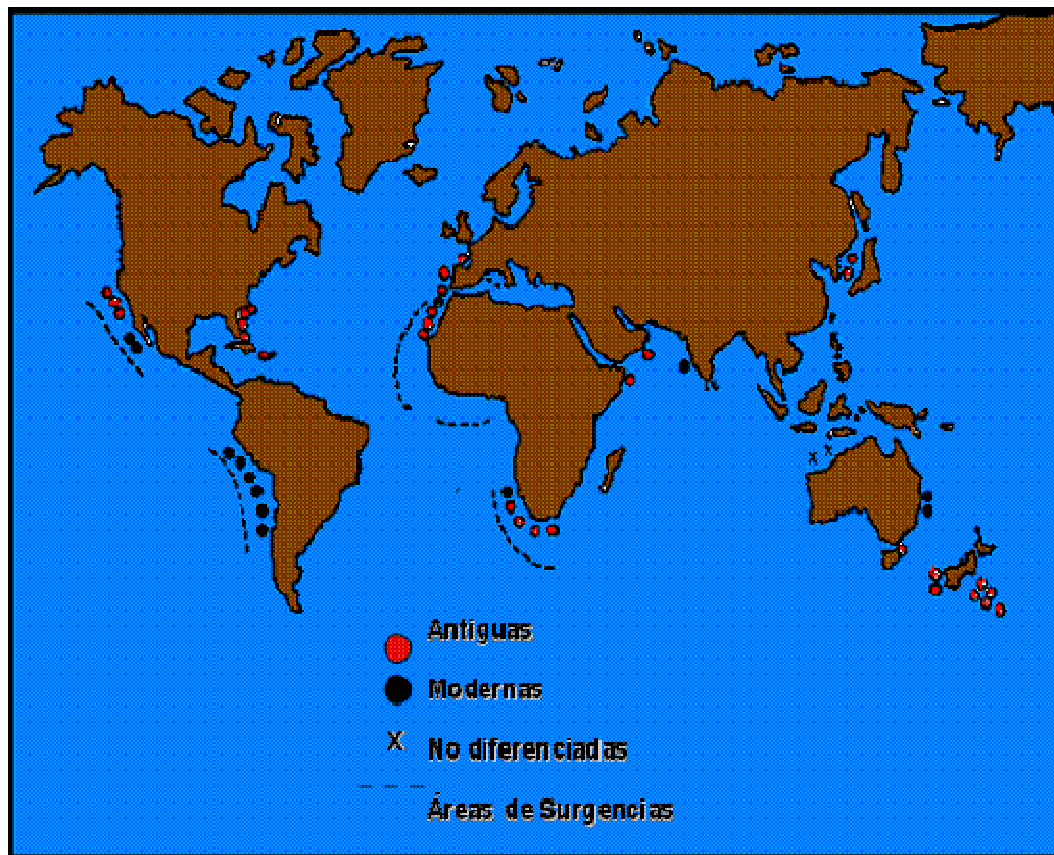 Antiguas
Modernas
X No diferenciadas
Áreas de Surgencias